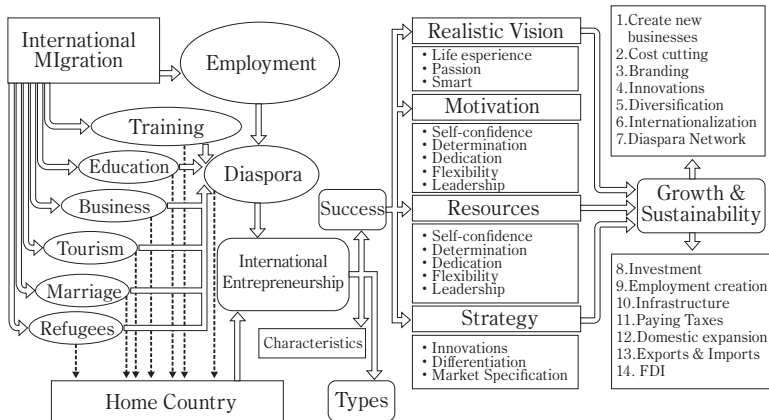 International
MIgration
Employment
Training
Education
Business
Tourism
Marriage
Refugees
Diaspora
International
Entrepreneurship
Home Country
Characteristics
Types
Success
Realistic Vision
• Life esperience
• Passion
• Smart
Motivation
• Self-confidence
• Determination
• Dedication
• Flexibility
• Leadership
Resources
• Self-confidence
• Determination
• Dedication
• Flexibility
• Leadership
Strategy
• Innovations
• Differentiation
• Market Specification
1.Create new
businesses
2.Cost cutting
3.Branding
4.Innovations
5.Diversification
6.Internationalization
7.Diaspara Network
Growth &
Sustainability
8.Investment
9.Employment creation
10.Infrastructure
11.Paying Taxes
12.Domestic expansion
13.Exports & Imports
14. FDI